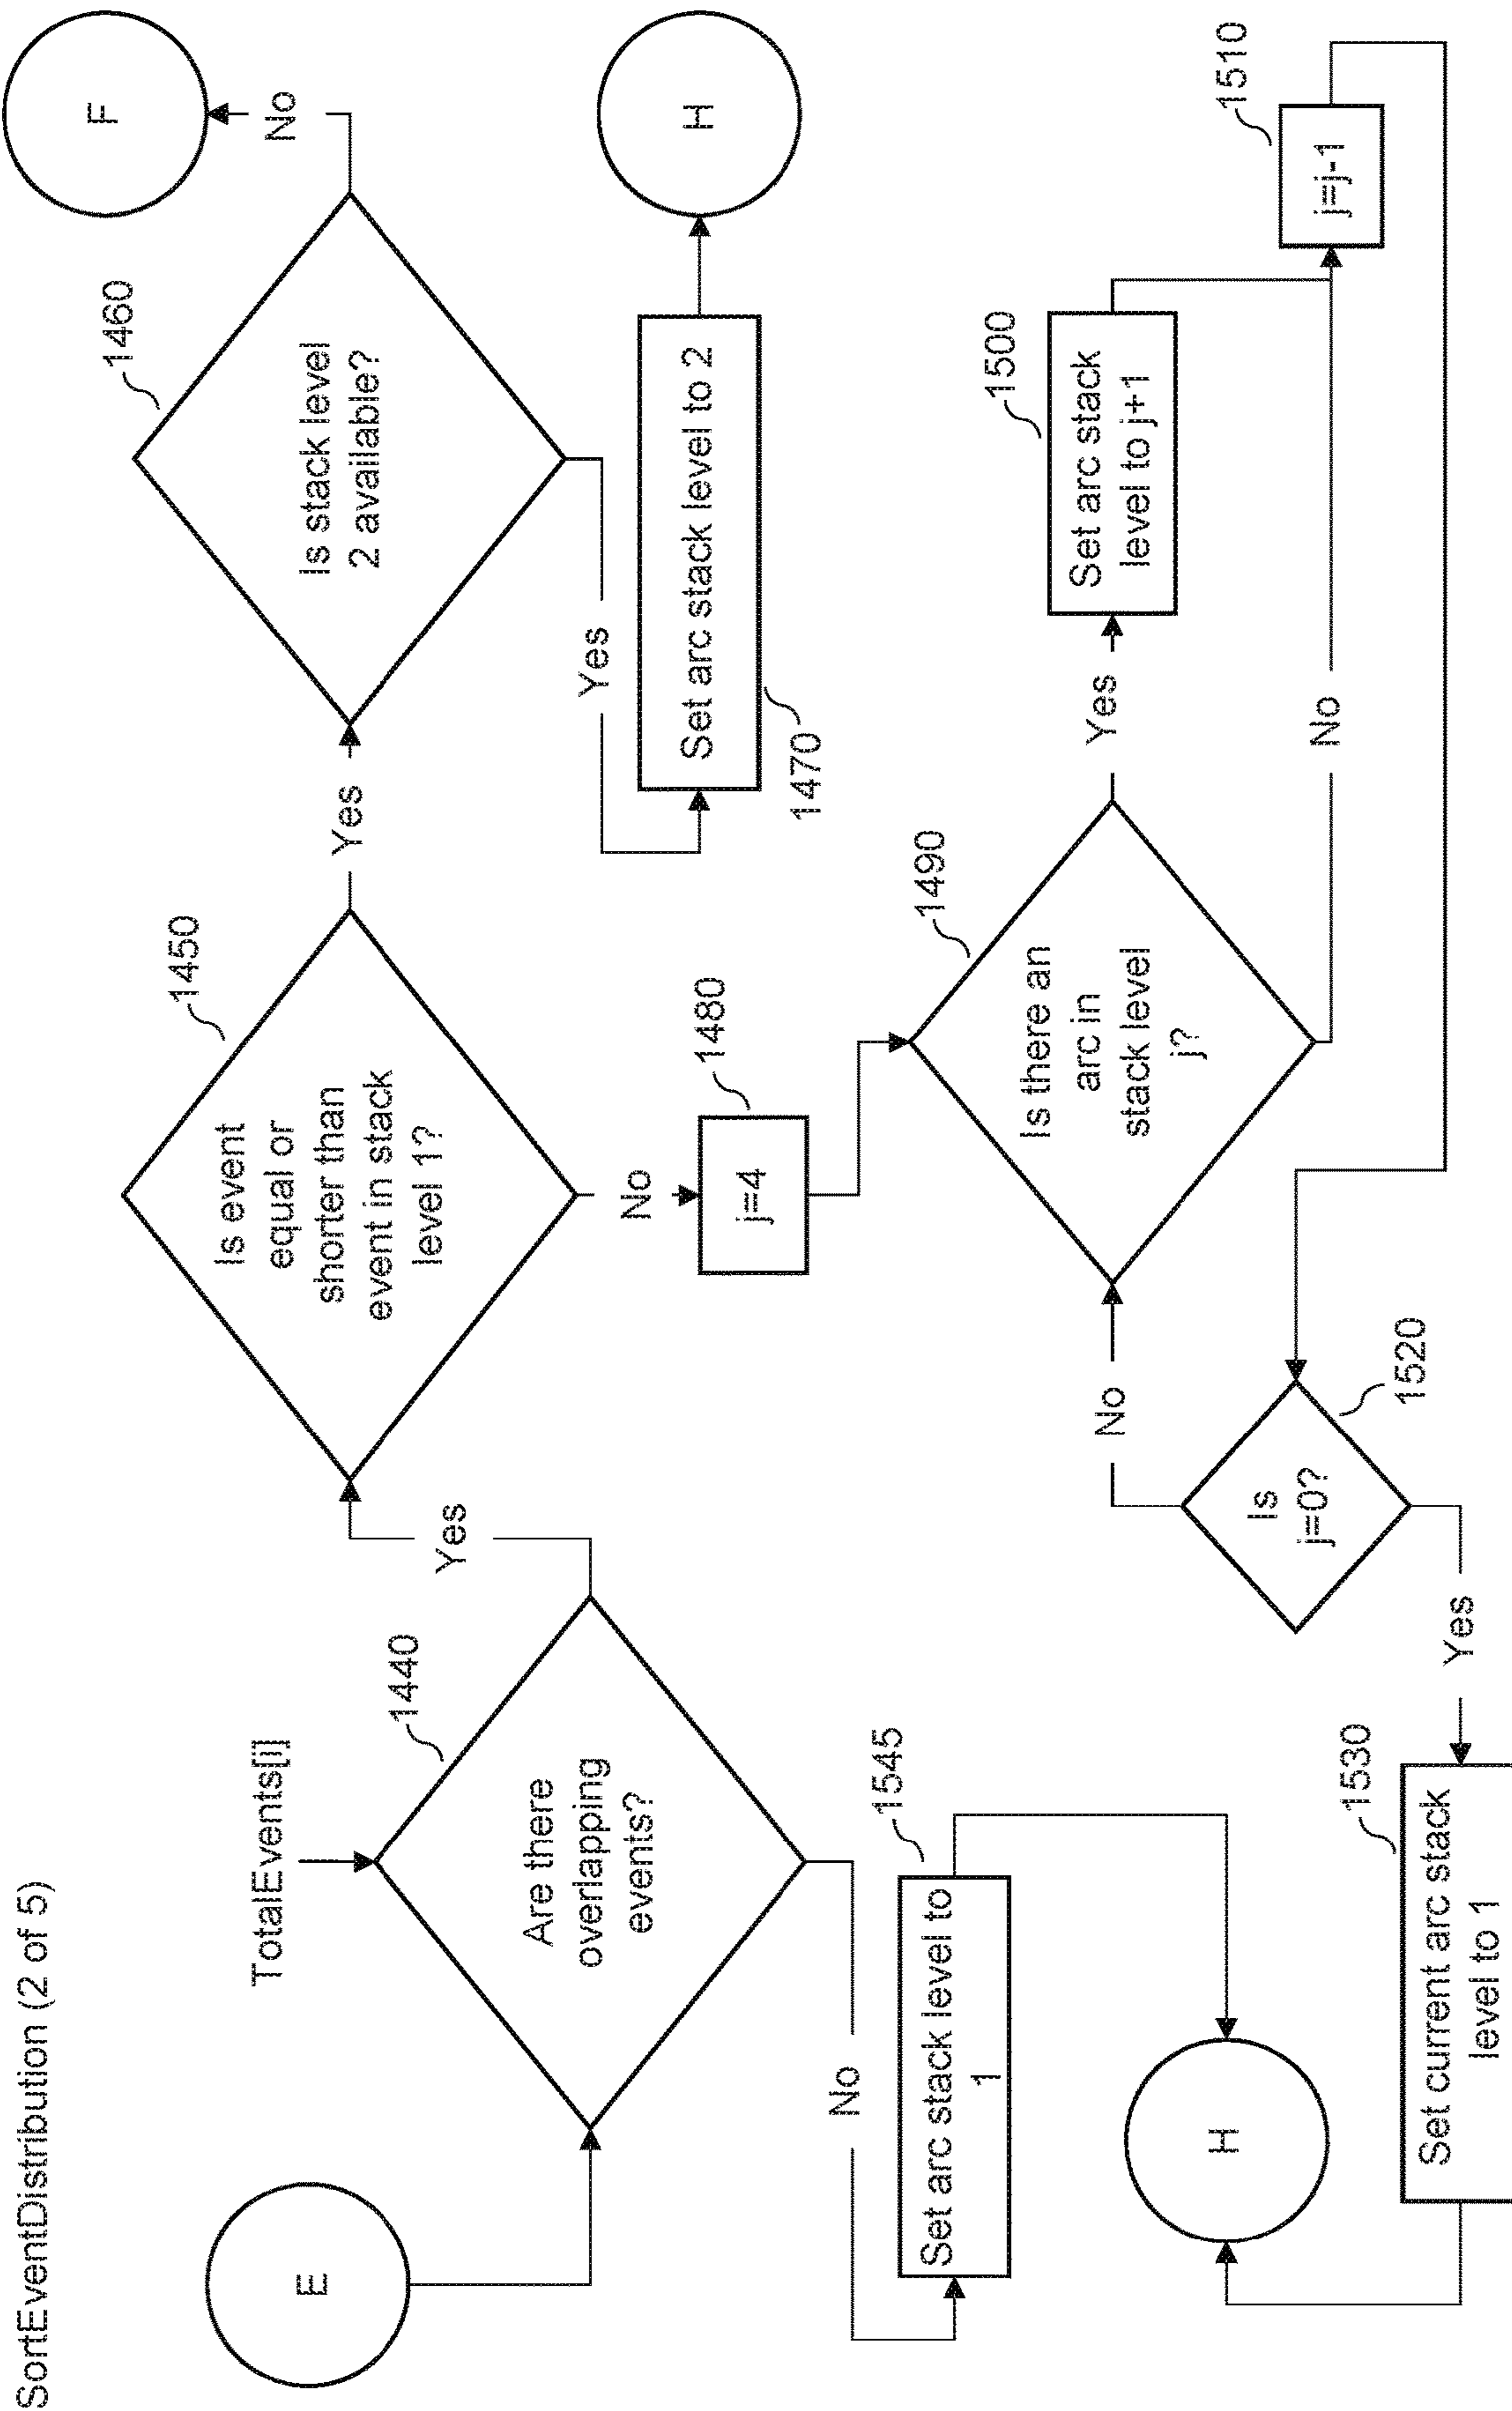 SortEventDistribution (2 of 5)
E
TotalEvents[i]
1440
Are there
overlapping
events?
Yes
1450
Is event
equal or
shorter than
event in stack
level 1?
Yes
1460
Is stack level
2 available?
No
F
Yes
Set arc stack level to 2
1470
H
No
1480
j=4
1490
Is there an
arc in
stack level
j?
Yes
1500
Set arc stack
level to j+1
No
1510
j=j-1
1520
Is
j=0?
No
Yes
1530
Set current arc stack
level to 1
H
No
1545
Set arc stack level to
1